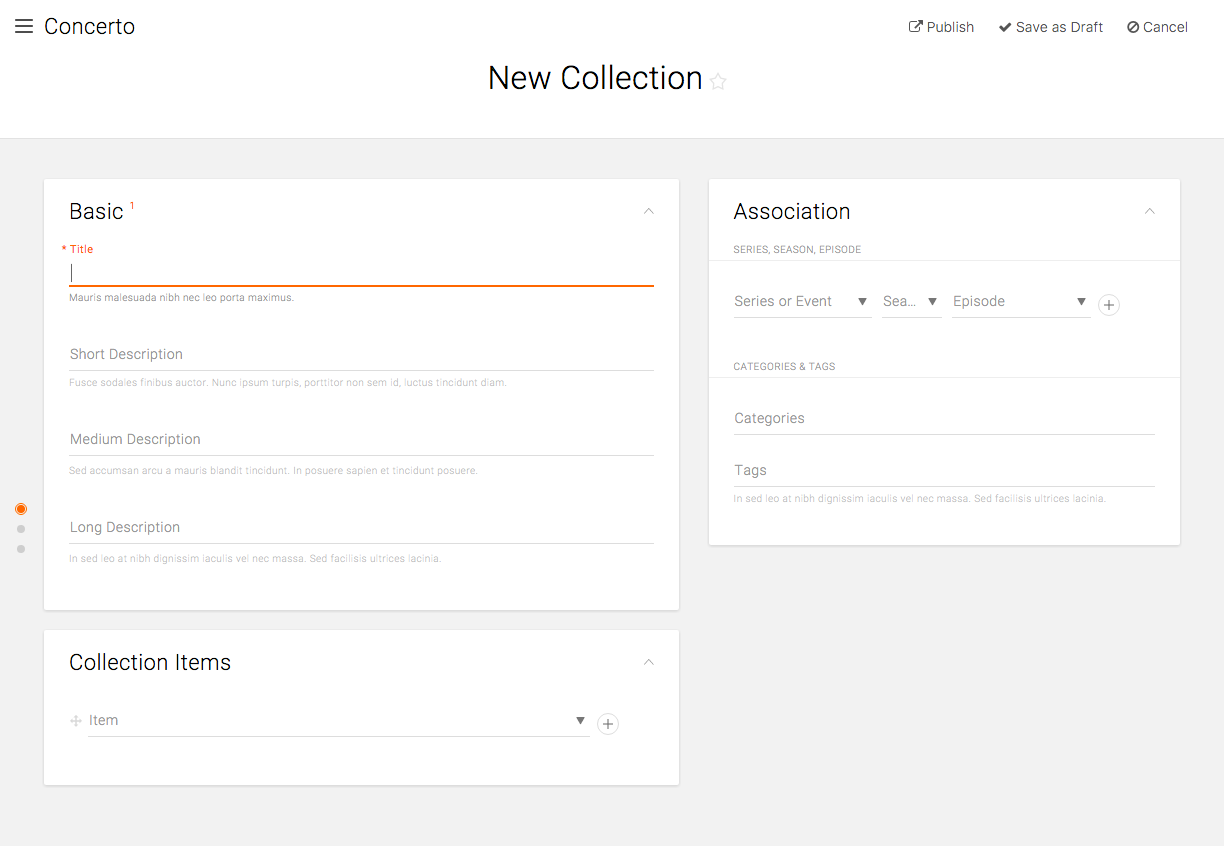 Concerto
Publish
Save as Draft
Cancel
New Collection
Basic 1
* Title
Mauris malesuada nibh nec leo porta maximus.
Short Description
Fusce sodales finibus auctor. Nunc ipsum turpis, porttitor non sem id, luctus tincidunt diam.
Medium Description
Sed accumsan arcu a mauris blandit tincidunt. In posuere sapien et tincidunt posuere.
Long Description
In sed leo at nibh dignissim iaculis vel nec massa. Sed facilisis ultrices lacinia.
Collection Items
Item
Association
SERIES, SEASON, EPISODE
Series or Event
Sea...
Episode
CATEGORIES & TAGS
Categories
Tags
In sed leo at nibh dignissim iaculis vel nec massa. Sed facilisis ultrices lacinia.